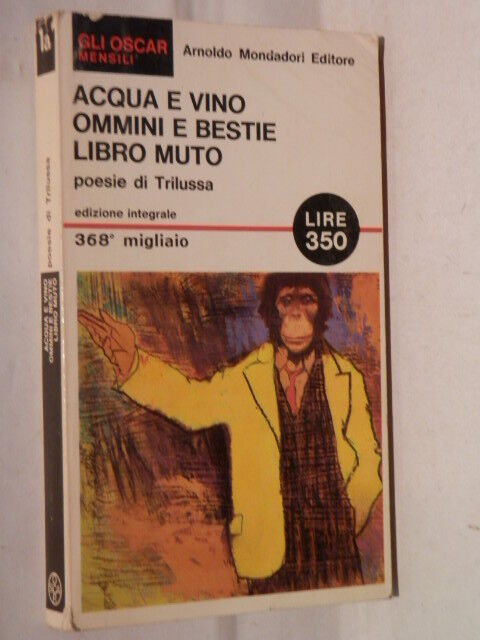 GLI OSCAR
MENSILI
Arnoldo Mondadori Editore
ACQUA E VINO
OMMINI E BESTIE
LIBRO MUTO
poesie di Trilussa
edizione integrale
368° migliaio
LIRE
350
poesie di Trilussa
ACQUA E VINO
OMMINI E BESTIE
LIBRO MUTO